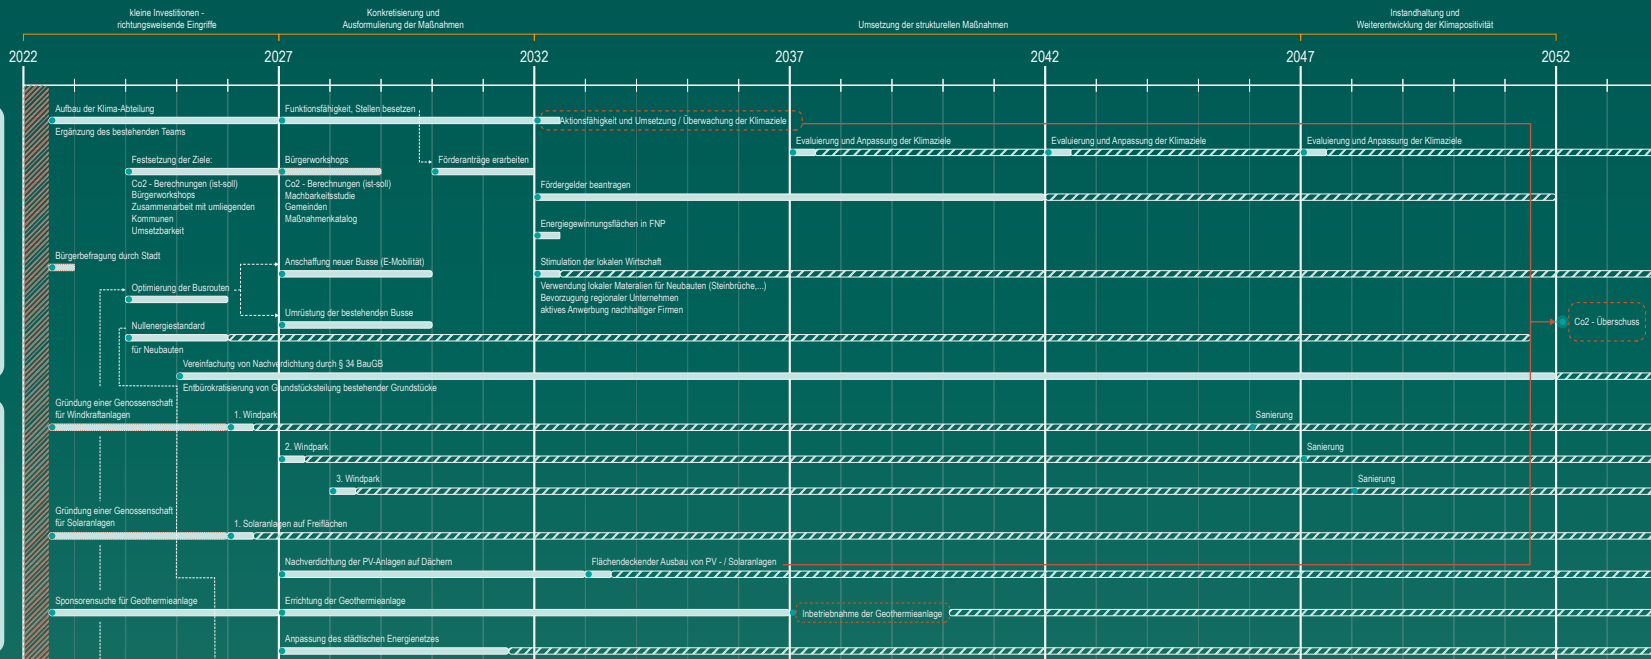 kleine Investitionen -
richtungsweisende Eingriffe
Konkretisierung und
Ausformulierung der Maßnahmen
Umsetzung der strukturellen Maßnahmen
Instandhaltung und
Weiterentwicklung der Klimapositivität
2022
2027
2032
2037
2042
2047
2052
Aufbau der Klima-Abteilung
Ergänzung des bestehenden Teams
Funktionsfähigkeit, Stellen besetzen
Aktionsfähigkeit und Umsetzung / Überwachung der Klimaziele
Evaluierung und Anpassung der Klimaziele
Evaluierung und Anpassung der Klimaziele
Evaluierung und Anpassung der Klimaziele
Festsetzung der Ziele:
Co2 - Berechnungen (ist-soll)
Bürgerworkshops
Zusammenarbeit mit umliegenden
Kommunen
Umsetzbarkeit
Bürgerworkshops
Co2 - Berechnungen (ist-soll)
Machbarkeitsstudie
Gemeinden
Maßnahmenkatalog
Förderanträge erarbeiten
Fördergelder beantragen
Energiegewinnungsflächen in FNP
Bürgerbefragung durch Stadt
Optimierung der Busrouten
Anschaffung neuer Busse (E-Mobilität)
Umrüstung der bestehenden Busse
Stimulation der lokalen Wirtschaft
Verwendung lokaler Materialien für Neubauten (Steinbrüche,...)
Bevorzugung regionaler Unternehmen
aktives Anwerbung nachhaltiger Firmen
Co2 - Überschuss
Nullenergiestandard
für Neubauten
Vereinfachung von Nachverdichtung durch § 34 BauGB
Entbürokratisierung von Grundstücksteilung bestehender Grundstücke
Gründung einer Genossenschaft
für Windkraftanlagen
1. Windpark
Sanierung
2. Windpark
Sanierung
3. Windpark
Sanierung
Gründung einer Genossenschaft
für Solaranlagen
1. Solaranlagen auf Freiflächen
Nachverdichtung der PV-Anlagen auf Dächern
Flächendeckender Ausbau von PV - / Solaranlagen
Sponsorensuche für Geothermieanlage
Errichtung der Geothermieanlage
Inbetriebnahme der Geothermieanlage
Anpassung des städtischen Energienetzes